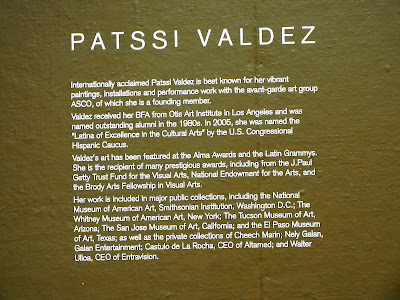 PATSSI VALDEZ
Internationally acclaimed Patssi Valdez is best known for her vibrant
paintings, installations and performance work with the avant-garde art group
ASCO, of which she is a founding member.
Valdez received her BFA from Otis Art Institute in Los Angeles and was
named outstanding alumni in the 1980s. In 2005, she was named the
"Latina of Excellence in the Cultural Arts" by the U.S. Congressional
Hispanic Caucus.
Valdez's art has been featured at the Alma Awards and the Latin Grammys.
She is the recipient of many prestigious awards, including from the J.Paul
Getty Trust Fund for the Visual Arts, National Endowment for the Arts, and
the Brody Arts Fellowship in Visual Arts.
Her work is included in major public collections, including the National
Museum of American Art, Smithsonian Institution, Washington D.C.; The
Whitney Museum of American Art, New York; The Tucson Museum of Art,
Arizona; The San Jose Museum of Art, California; and the El Paso Museum
of Art, Texas; as well as the private collections of Cheech Marin; Nely Galan,
Galan Entertainment; Castulo de La Rocha, CEO of Altamed; and Walter
Ulloa, CEO of Entravision.